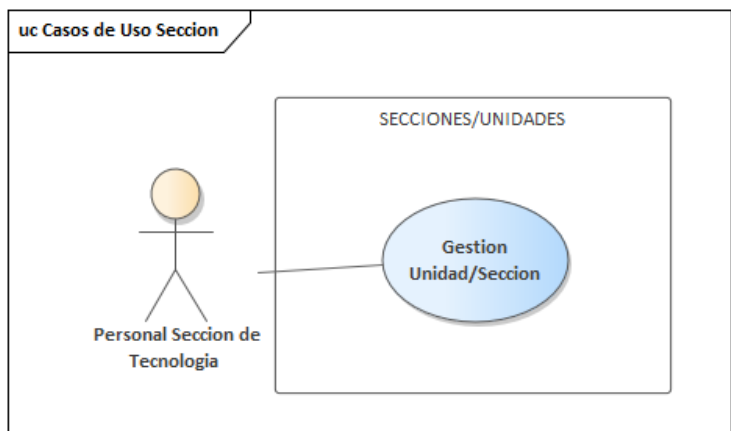 uc Casos de Uso Seccion
SECCIONES/UNIDADES
Gestion
Unidad/Seccion
Personal Seccion de
Tecnologia